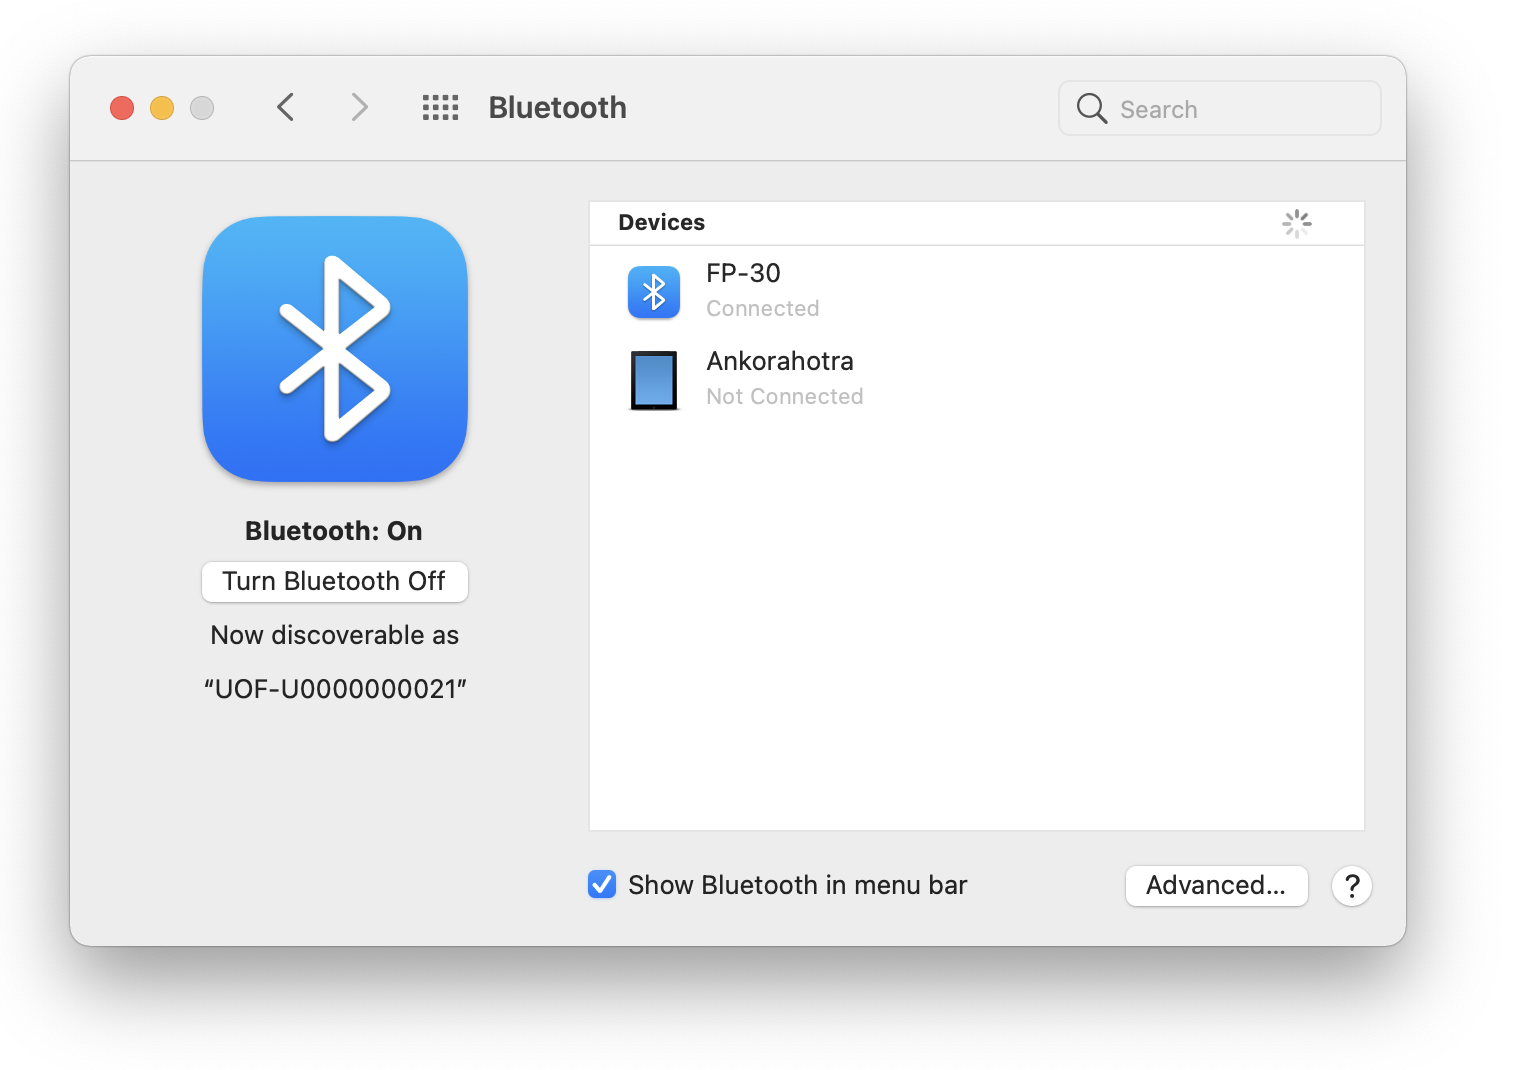 Bluetooth
Search
Devices
FP-30
Connected
Ankorahotra
Not Connected
Bluetooth: On
Turn Bluetooth Off
Now discoverable as
“UOF-U0000000021”
Show Bluetooth in menu bar
Advanced...
?